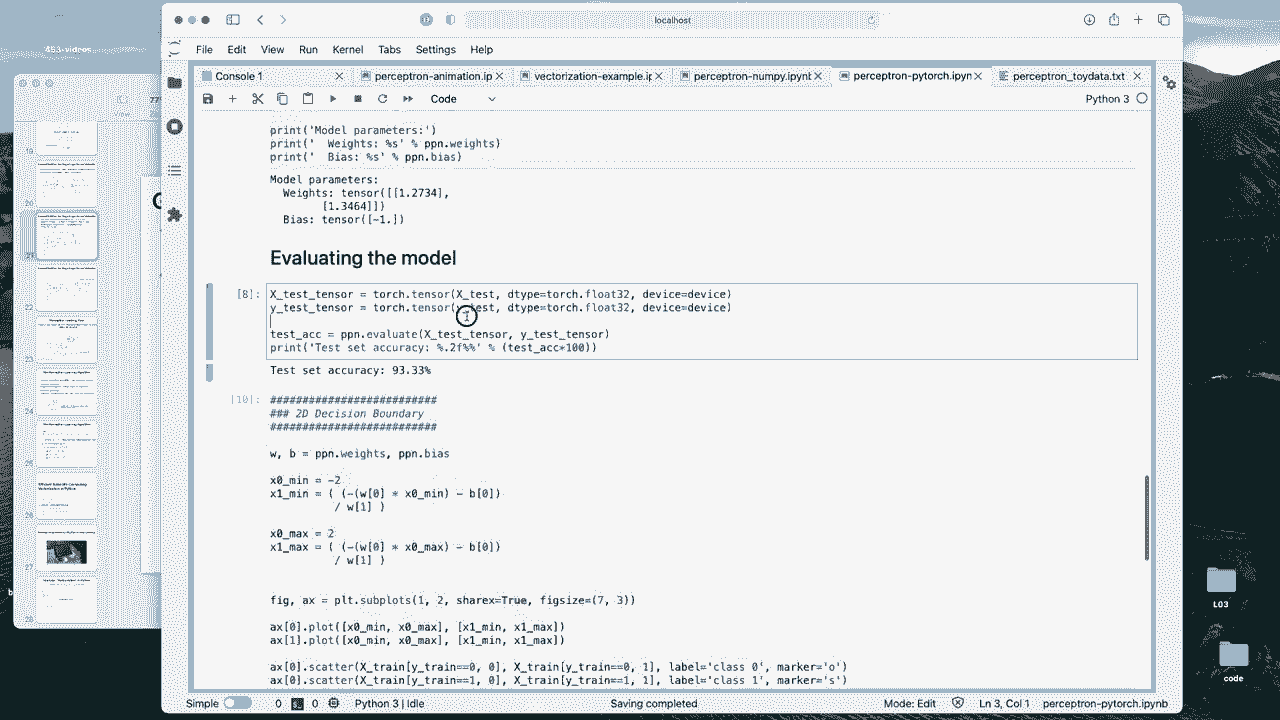 localhost
453-videos
File Edit View Run Kernel Tabs Settings Help
Console 1
perceptron-animation.ip
vectorization-example.ip
perceptron-numpy.ipynb
perceptron-pytorch.ipyn
perceptron_toydata.txt
Code
Python 3
print('Model parameters:')
print('  Weights: %s' % ppn.weights)
print('  Bias: %s' % ppn.bias)
Model parameters:
  Weights: tensor([[1.2734],
        [1.3464]])
  Bias: tensor([-1.])
Evaluating the model
[8]:
X_test_tensor = torch.tensor(X_test, dtype=torch.float32, device=device)
y_test_tensor = torch.tensor(y_test, dtype=torch.float32, device=device)
test_acc = ppn.evaluate(X_test_tensor, y_test_tensor)
print('Test set accuracy: %.2f%%' % (test_acc*100))
Test set accuracy: 93.33%
[10]:
##########################
### 2D Decision Boundary
##########################
w, b = ppn.weights, ppn.bias
x0_min = -2
x1_min = ( (-(w[0] * x0_min) - b[0])
          / w[1] )
x0_max = 2
x1_max = ( (-(w[0] * x0_max) - b[0])
          / w[1] )
fig, ax = plt.subplots(1, 2, sharex=True, figsize=(7, 3))
ax[0].plot([x0_min, x0_max], [x1_min, x1_max])
ax[1].plot([x0_min, x0_max], [x1_min, x1_max])
ax[0].scatter(X_train[y_train==0, 0], X_train[y_train==0, 1], label='class 0', marker='o')
ax[0].scatter(X_train[y_train==1, 0], X_train[y_train==1, 1], label='class 1', marker='s')
L03
code
Simple 0 0 Python 3 | Idle Saving completed Mode: Edit Ln 3, Col 1 perceptron-pytorch.ipynb